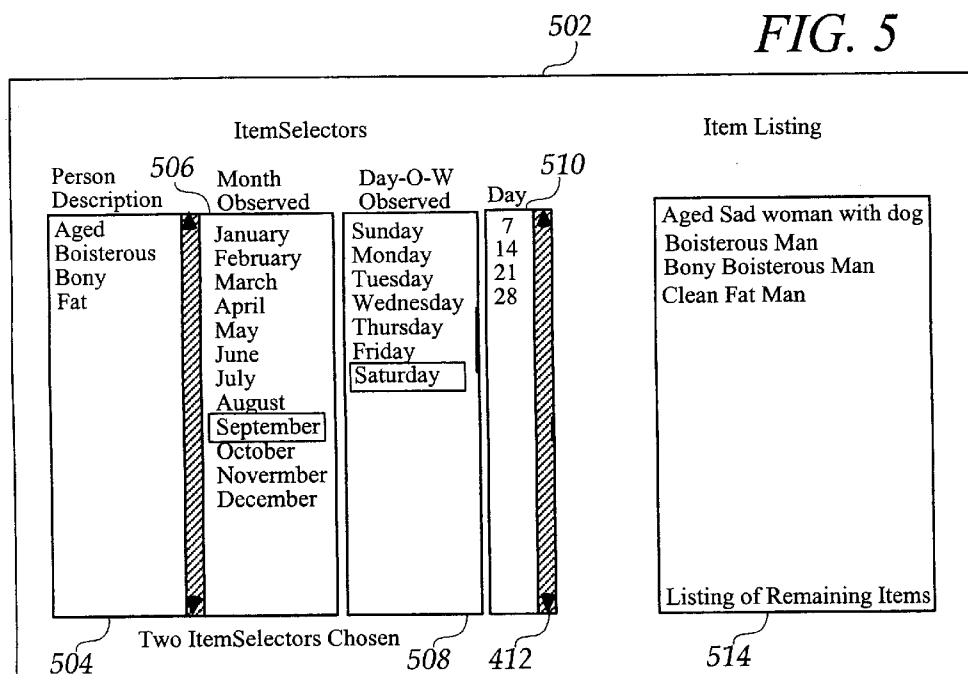 FIG. 5
502
ItemSelectors
Item Listing
506
510
Person Description
Month Observed
Day-O-W Observed
Day
Aged
Boisterous
Bony
Fat
January
February
March
April
May
June
July
August
September
October
Novermber
December
Sunday
Monday
Tuesday
Wednesday
Thursday
Friday
Saturday
7
14
21
28
Aged Sad woman with dog
Boisterous Man
Bony Boisterous Man
Clean Fat Man
Listing of Remaining Items
Two ItemSelectors Chosen
504
508
412
514